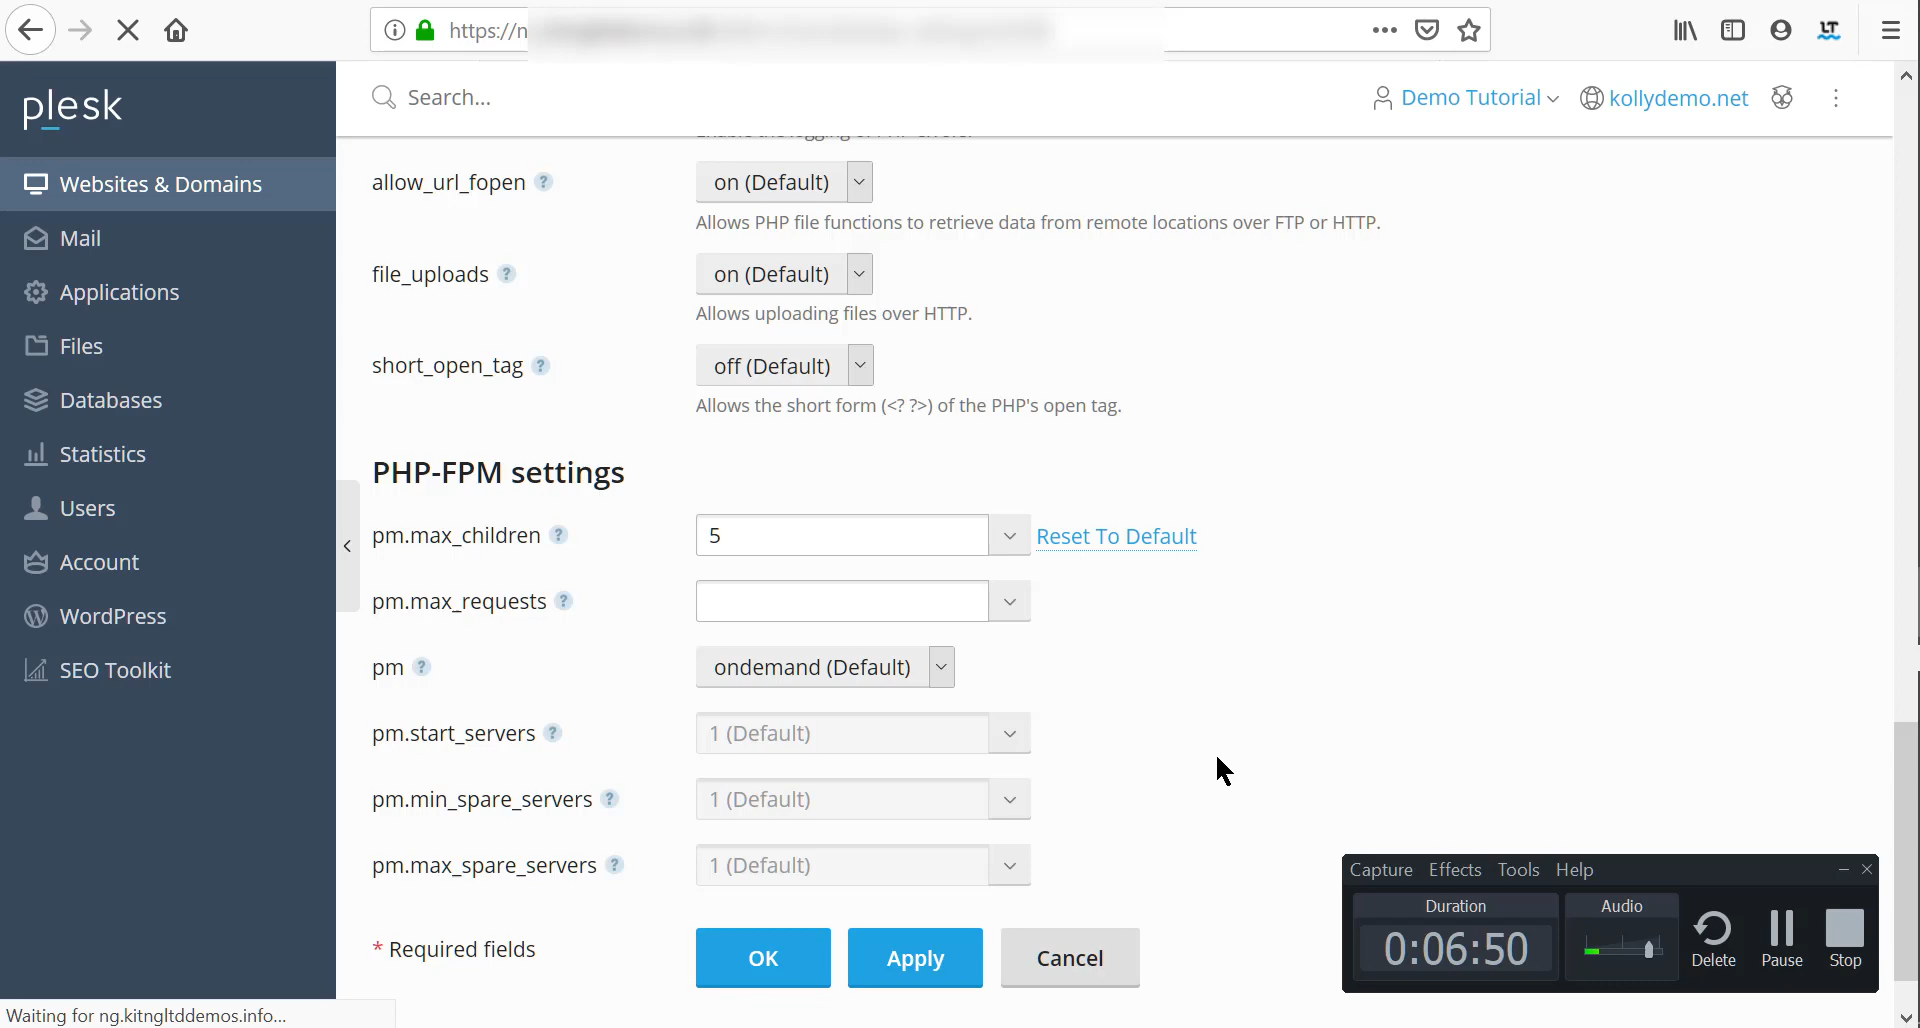 https://n
plesk
Search...
Demo Tutorial
kollydemo.net
Websites & Domains
Mail
Applications
Files
Databases
Statistics
Users
Account
WordPress
SEO Toolkit
allow_url_fopen ?
on (Default)
Allows PHP file functions to retrieve data from remote locations over FTP or HTTP.
file_uploads ?
on (Default)
Allows uploading files over HTTP.
short_open_tag ?
off (Default)
Allows the short form (<? ?>) of the PHP's open tag.
PHP-FPM settings
pm.max_children ?
5
Reset To Default
pm.max_requests ?
pm ?
ondemand (Default)
pm.start_servers ?
1 (Default)
pm.min_spare_servers ?
1 (Default)
pm.max_spare_servers ?
1 (Default)
* Required fields
OK
Apply
Cancel
Capture Effects Tools Help
Duration
0:06:50
Audio
Delete
Pause
Stop
Waiting for ng.kitngltddemos.info...